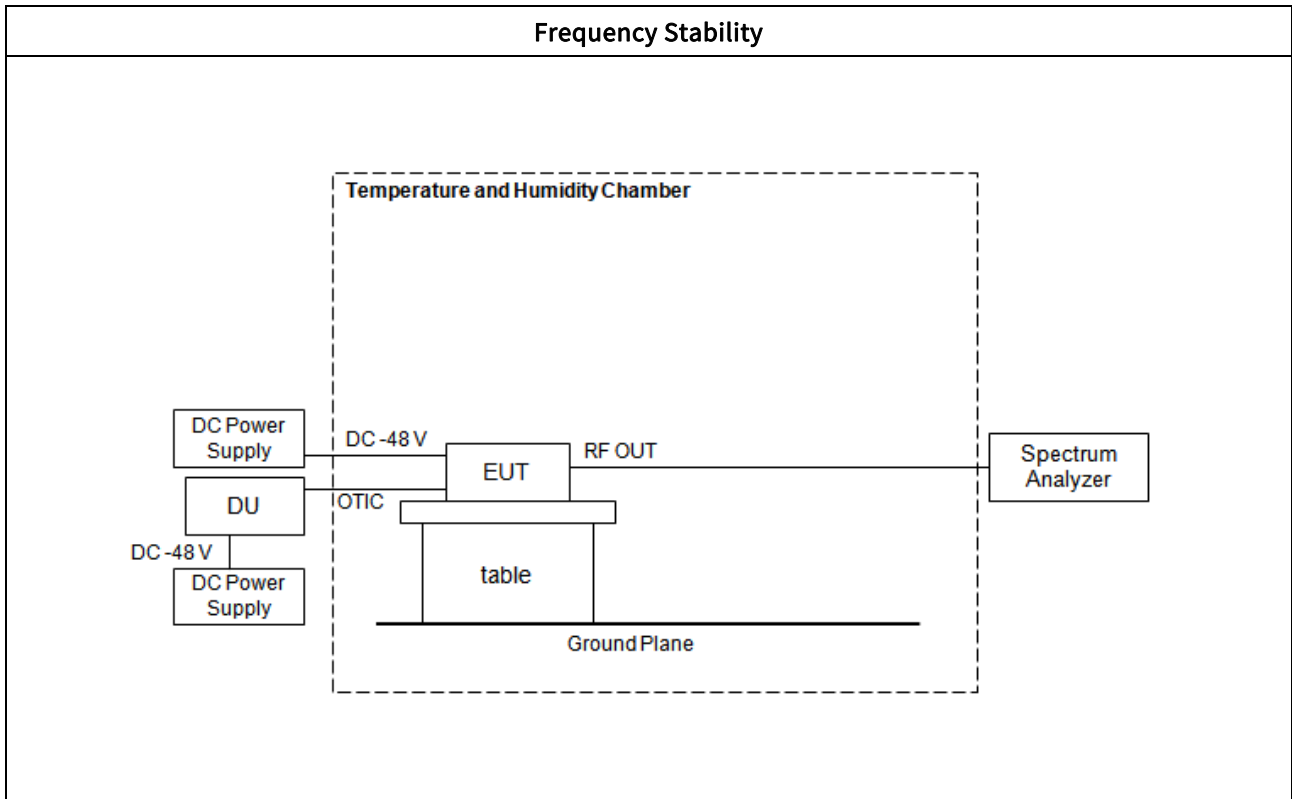 Frequency Stability
Temperature and Humidity Chamber
DC Power
Supply
DC -48 V
EUT
RF OUT
Spectrum
Analyzer
DU
OTIC
DC -48 V
DC Power
Supply
table
Ground Plane